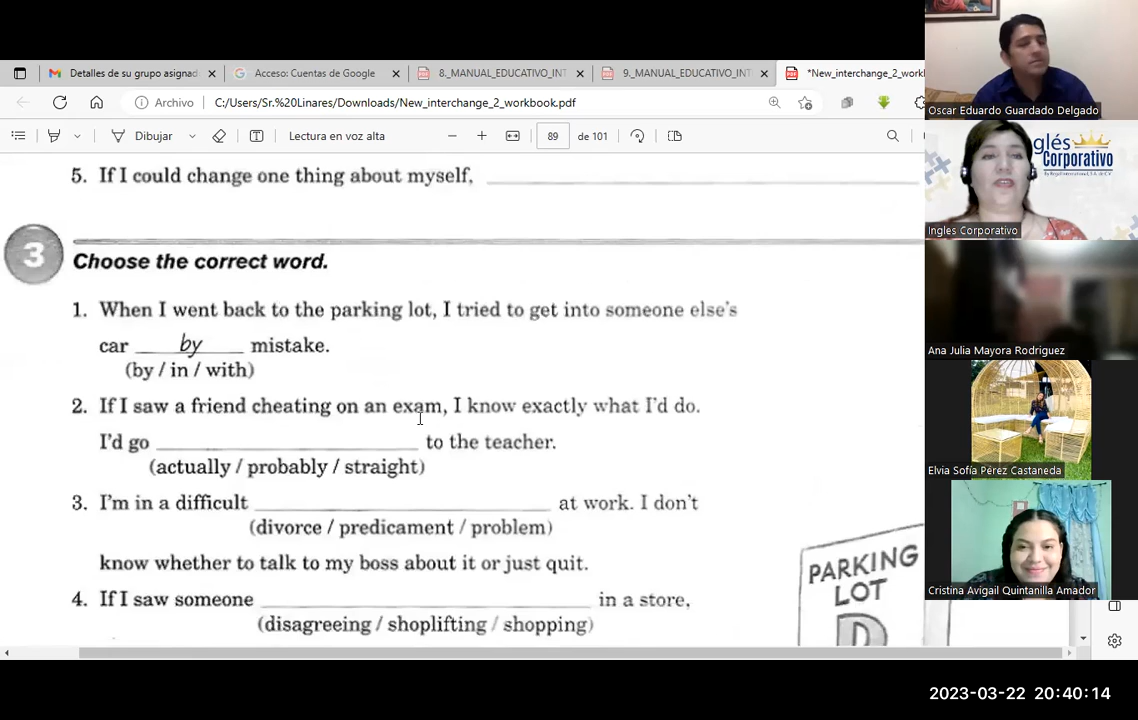 Detalles de su grupo asignad
Acceso: Cuentas de Google
8._MANUAL_EDUCATIVO_INT
9._MANUAL_EDUCATIVO_INT
*New_interchange_2_work
Archivo
C:/Users/Sr.%20Linares/Downloads/New_interchange_2_workbook.pdf
Dibujar
Lectura en voz alta
89
de 101
5. If I could change one thing about myself,
3
Choose the correct word.
1. When I went back to the parking lot, I tried to get into someone else's
car by mistake.
(by / in / with)
2. If I saw a friend cheating on an exam, I know exactly what I'd do.
I'd go to the teacher.
(actually / probably / straight)
3. I'm in a difficult at work. I don't
(divorce / predicament / problem)
know whether to talk to my boss about it or just quit.
4. If I saw someone in a store,
(disagreeing / shoplifting / shopping)
PARKING
LOT
D
Oscar Eduardo Guardado Delgado
glés
Corporativo
Ingles Corporativo
Ana Julia Mayora Rodriguez
Elvia Sofía Pérez Castaneda
Cristina Avigail Quintanilla Amador
2023-03-22 20:40:14